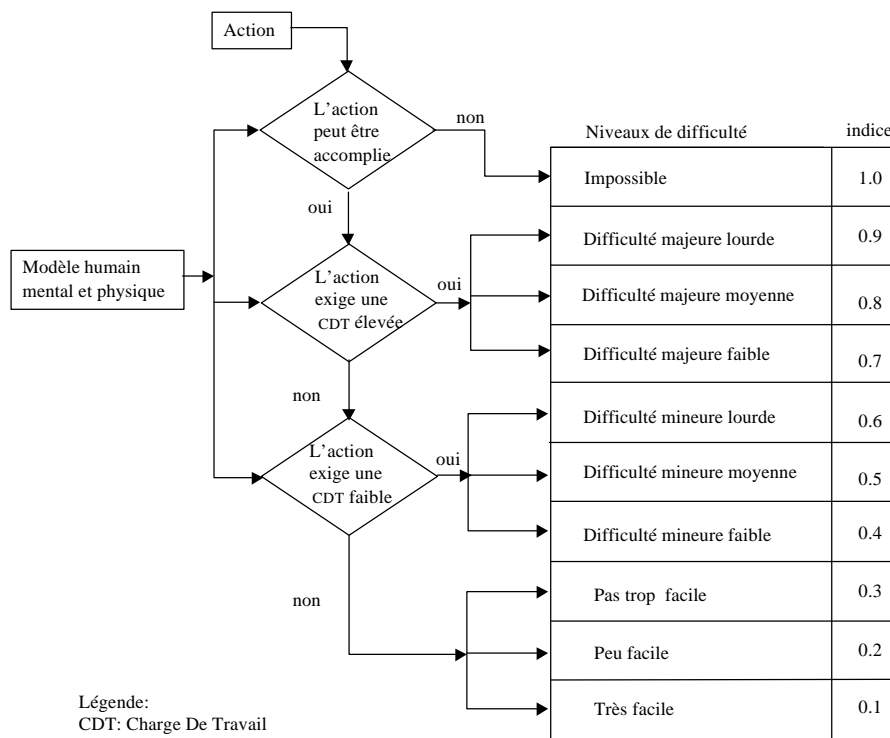 Action
L'action
peut être
accomplie
non
oui
Niveaux de difficulté indice
Impossible 1.0
Difficulté majeure lourde 0.9
Difficulté majeure moyenne 0.8
Difficulté majeure faible 0.7
Difficulté mineure lourde 0.6
Difficulté mineure moyenne 0.5
Difficulté mineure faible 0.4
Pas trop facile 0.3
Peu facile 0.2
Très facile 0.1
Modèle humain
mental et physique
L'action
exige une
CDT élevée
oui
non
L'action
exige une
CDT faible
oui
non
Légende:
CDT: Charge De Travail